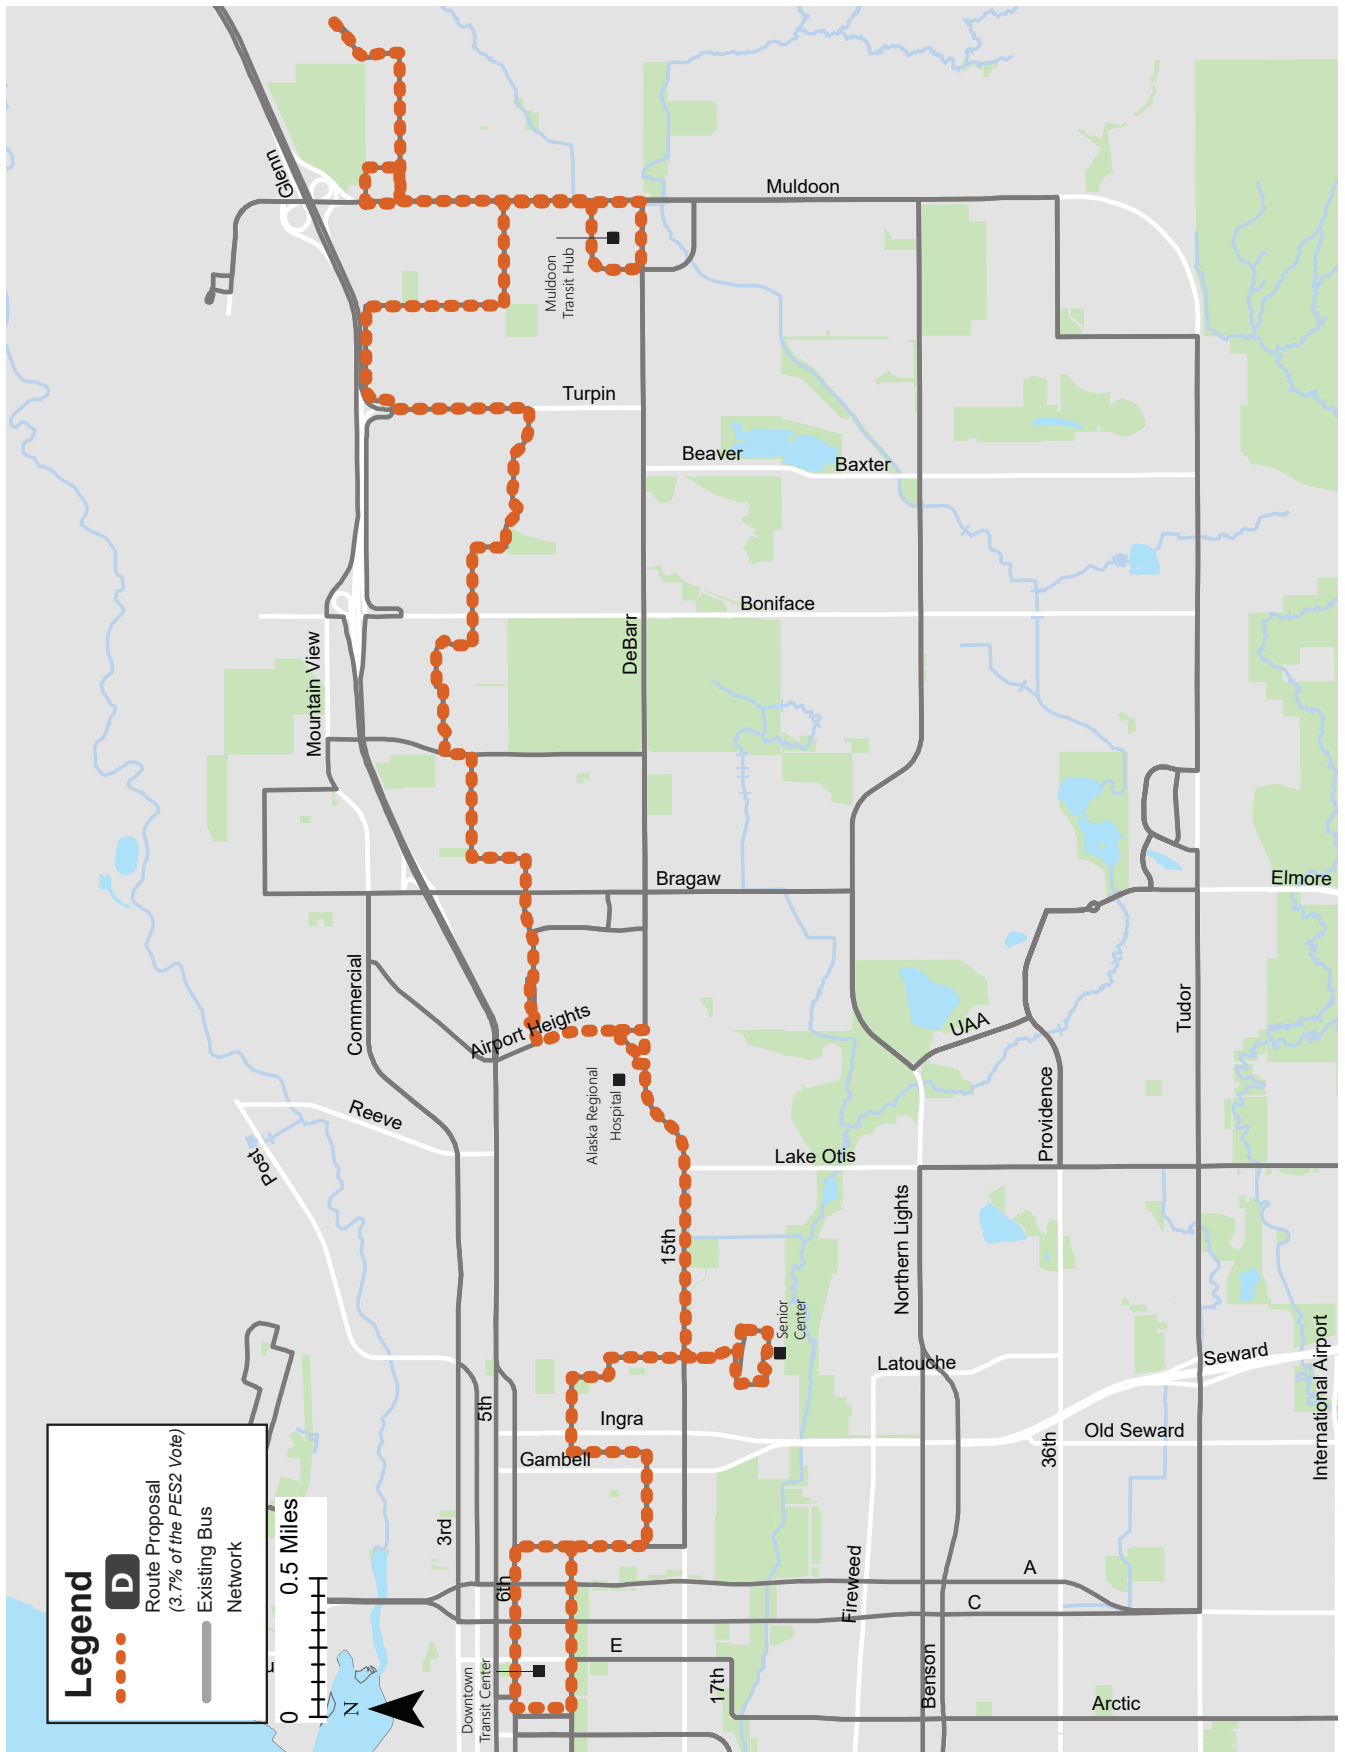 Glenn
Muldoon
Muldoon
Transit Hub
Turpin
Beaver
Baxter
Boniface
DeBarr
Mountain View
Bragaw
Elmore
Commercial
Airport Heights
UAA
Tudor
Alaska Regional
Hospital
Reeve
Post
Providence
Lake Otis
Northern Lights
15th
Senior
Center
Latouche
Seward
International Airport
5th
Ingra
Gambell
Old Seward
36th
3rd
6th
Fireweed
A
C
E
17th
Benson
Arctic
Downtown
Transit Center
Legend
D
Route Proposal
(3.7% of the PES2 Vote)
Existing Bus
Network
0 0.5 Miles
N